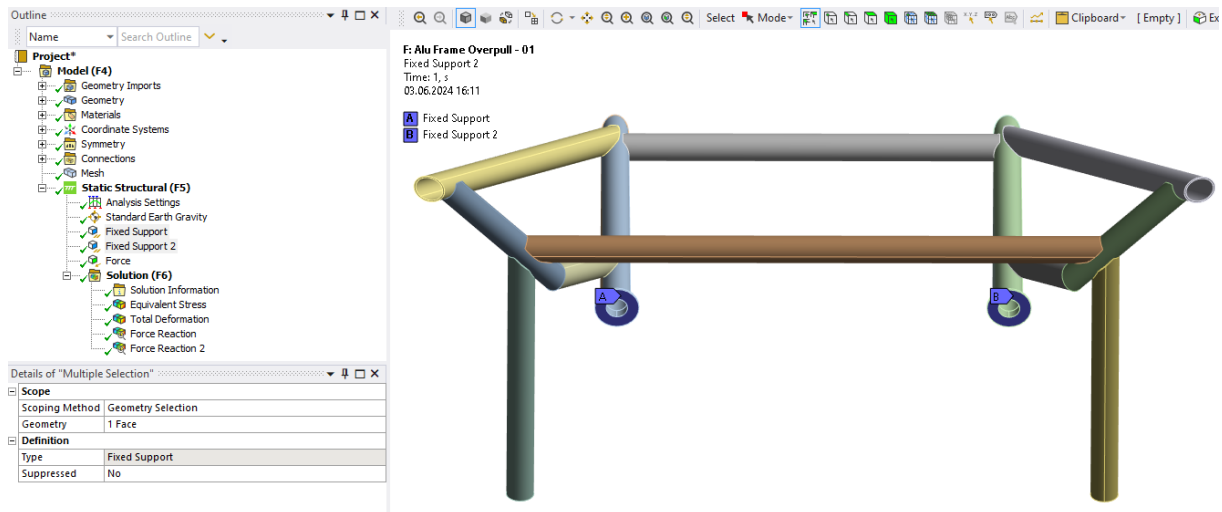 Outline
Name Search Outline
Project*
Model (F4)
Geometry Imports
Geometry
Materials
Coordinate Systems
Symmetry
Connections
Mesh
Static Structural (F5)
Analysis Settings
Standard Earth Gravity
Fixed Support
Fixed Support 2
Force
Solution (F6)
Solution Information
Equivalent Stress
Total Deformation
Force Reaction
Force Reaction 2
Details of "Multiple Selection"
Scope
Scoping Method Geometry Selection
Geometry 1 Face
Definition
Type Fixed Support
Suppressed No
Select Mode Clipboard [ Empty ] Ex
F: Alu Frame Overpull - 01
Fixed Support 2
Time: 1, s
03.06.2024 16:11
A Fixed Support
B Fixed Support 2
A
B